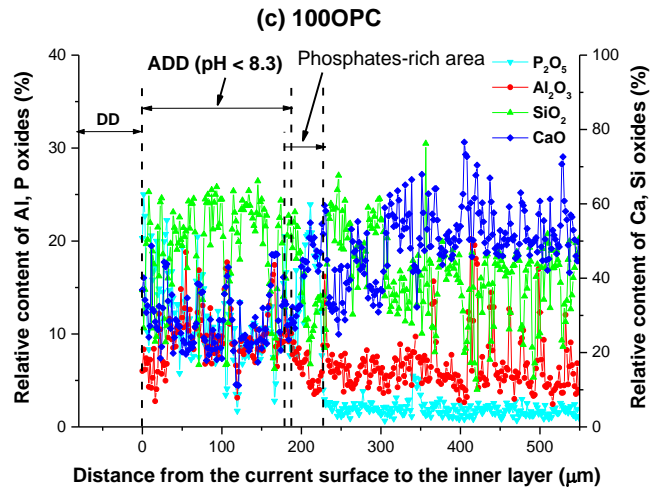 (c) 100OPC
ADD (pH < 8.3)
Phosphates-rich area
DD
P₂O₅
Al₂O₃
SiO₂
CaO
Relative content of Al, P oxides (%)
40
30
20
10
0
Relative content of Ca, Si oxides (%)
100
80
60
40
20
0
0 100 200 300 400 500
Distance from the current surface to the inner layer (μm)